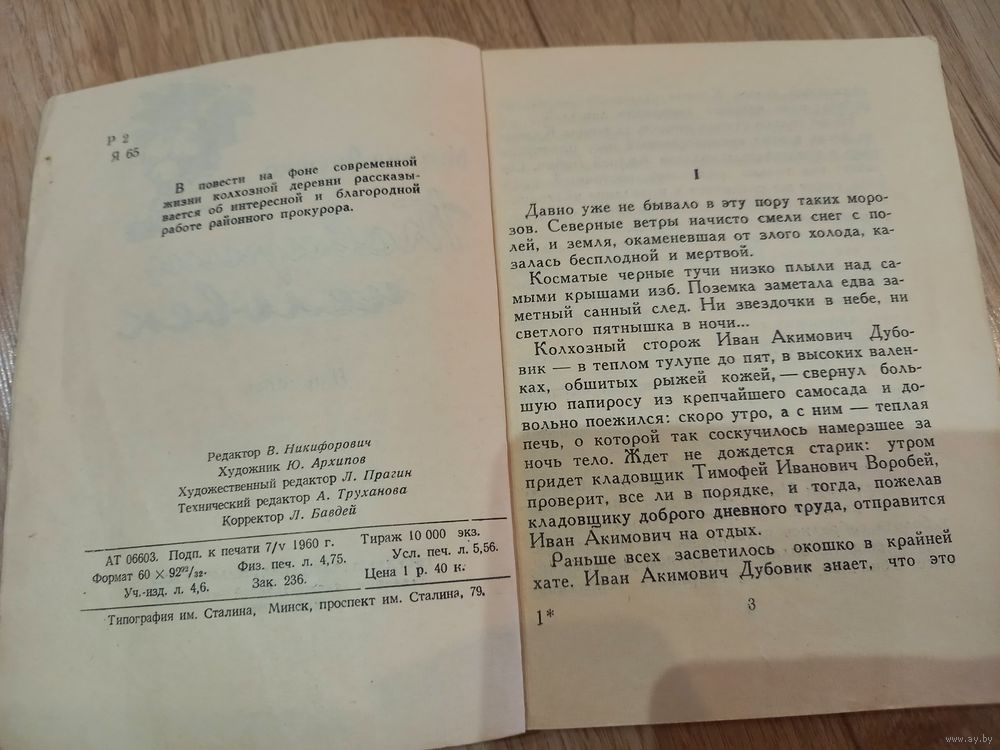 Р 2
Я 65
В повести на фоне современной
жизни колхозной деревни рассказы-
вается об интересной и благородной
работе районного прокурора.
Редактор В. Никифорович
Художник Ю. Архипов
Художественный редактор Л. Прагин
Технический редактор А. Труханова
Корректор Л. Бавдей
АТ 06603. Подп. к печати 7/V 1960 г. Тираж 10 000 экз.
Формат 60 × 92²²/₃₂. Физ. печ. л. 4,75. Усл. печ. л. 5,56.
Уч.-изд. л. 4,6. Зак. 236. Цена 1 р. 40 к.
Типография им. Сталина, Минск, проспект им. Сталина, 79.
I
Давно уже не бывало в эту пору таких моро-
зов. Северные ветры начисто смели снег с по-
лей, и земля, окаменевшая от злого холода, ка-
залась бесплодной и мертвой.
Косматые черные тучи низко плыли над са-
мыми крышами изб. Поземка заметала едва за-
метный санный след. Ни звездочки в небе, ни
светлого пятнышка в ночи...
Колхозный сторож Иван Акимович Дубо-
вик — в теплом тулупе до пят, в высоких вален-
ках, обшитых рыжей кожей, — свернул боль-
шую папиросу из крепчайшего самосада и до-
вольно поежился: скоро утро, а с ним — теплая
печь, о которой так соскучилось намерзшее за
ночь тело. Ждет не дождется старик: утром
придет кладовщик Тимофей Иванович Воробей,
проверит, все ли в порядке, и тогда, пожелав
кладовщику доброго дневного труда, отправится
Иван Акимович на отдых.
Раньше всех засветилось окошко в крайней
хате. Иван Акимович Дубовик знает, что это
1*
3
www.ay.by